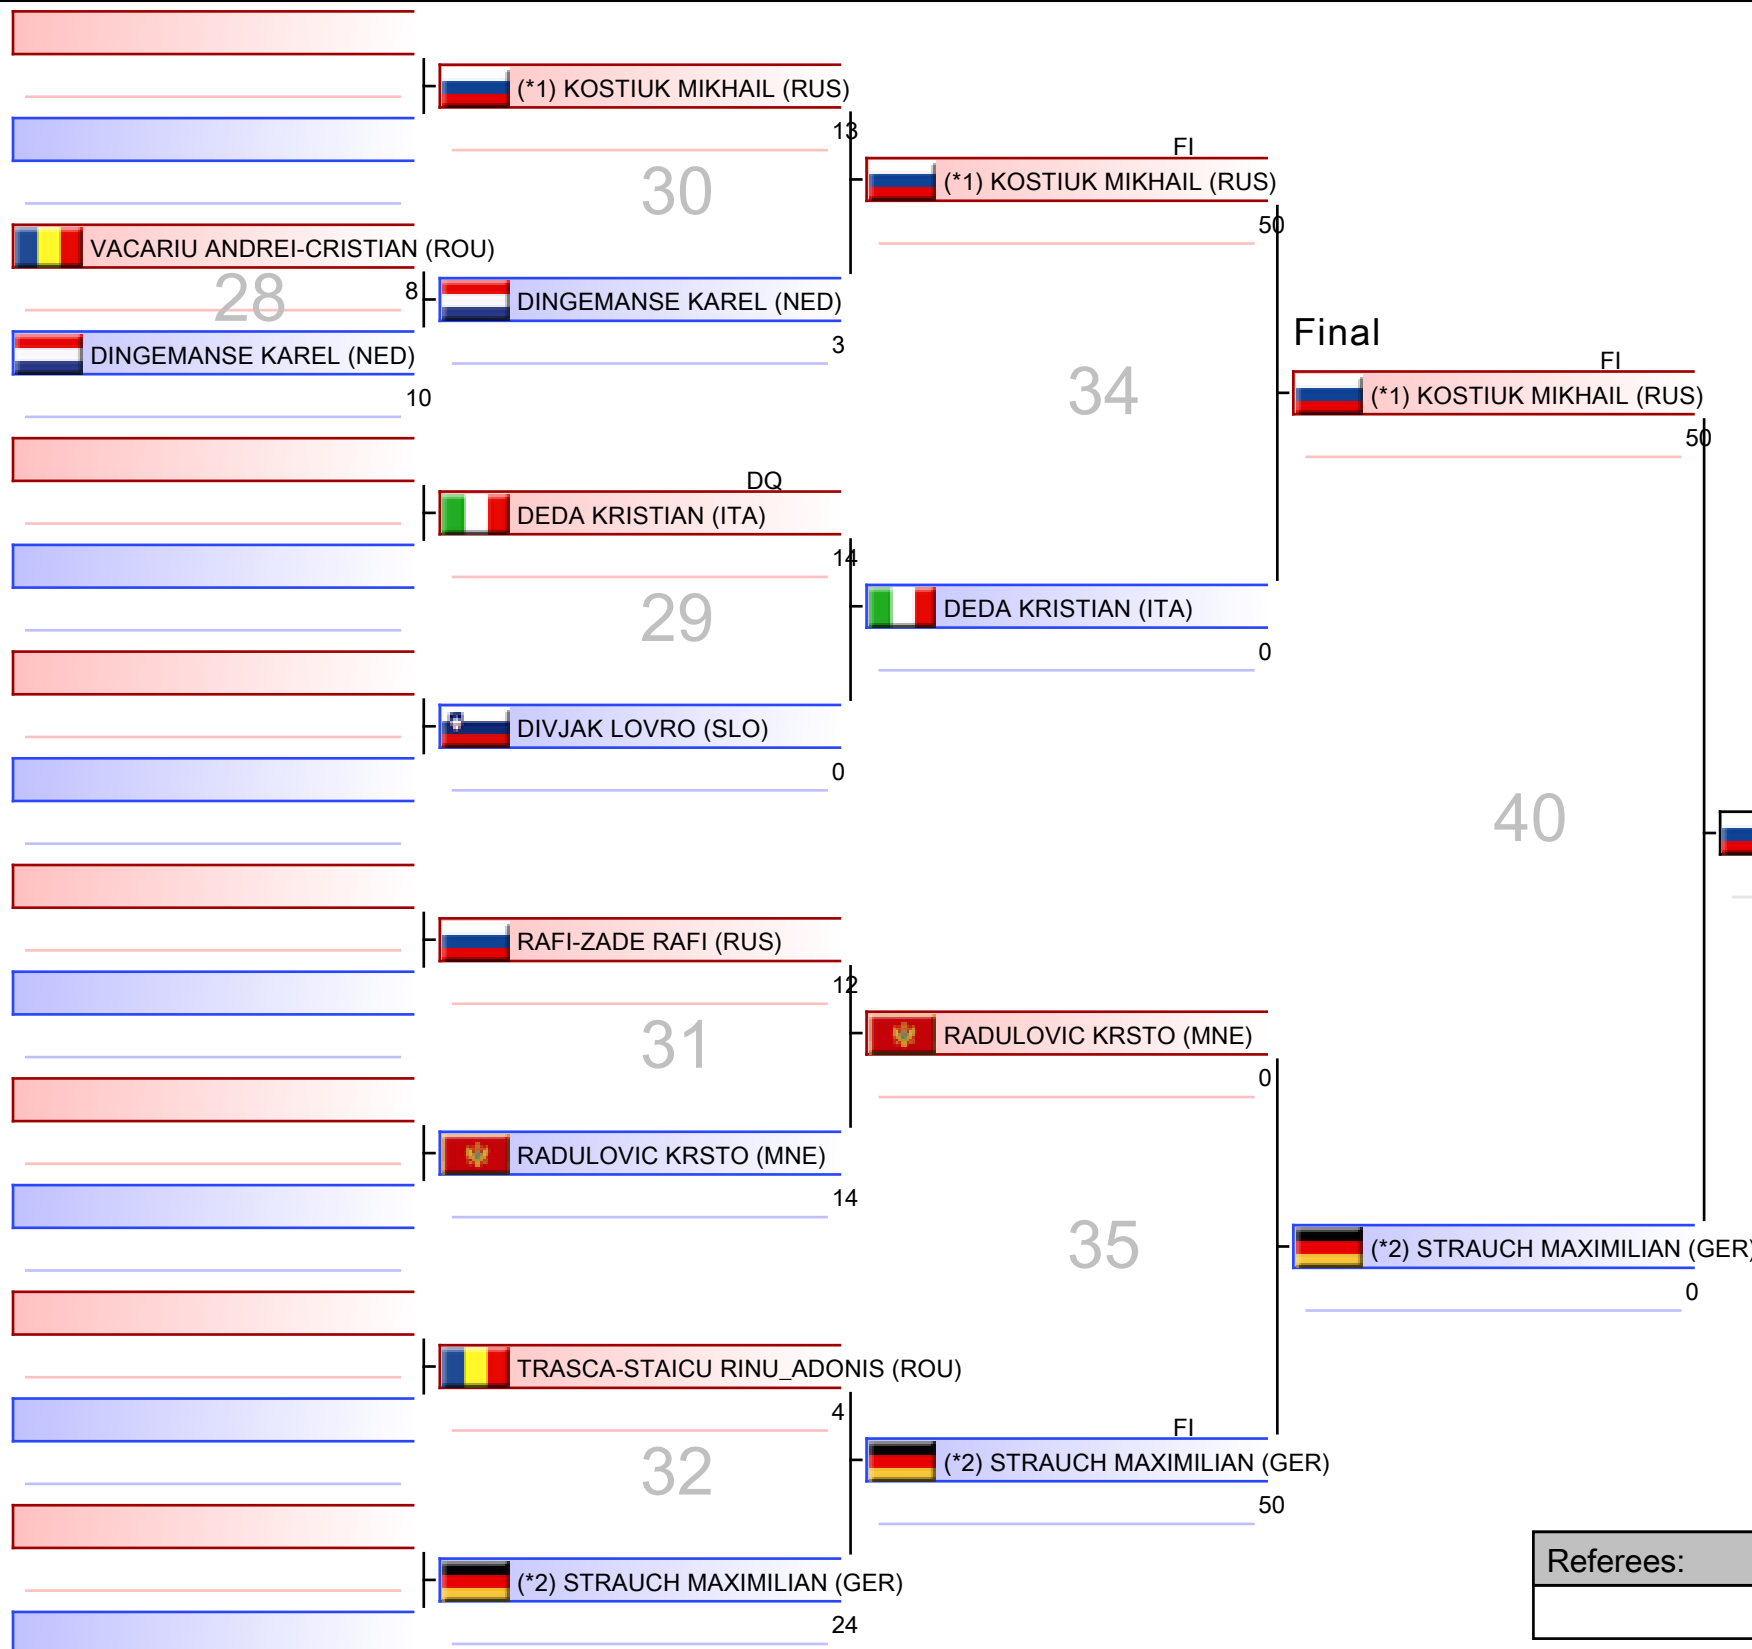 (*1) KOSTIUK MIKHAIL (RUS)
13
30
VACARIU ANDREI-CRISTIAN (ROU)
8
28
DINGEMANSE KAREL (NED)
10
DINGEMANSE KAREL (NED)
3
FI
(*1) KOSTIUK MIKHAIL (RUS)
50
34
DQ
DEDA KRISTIAN (ITA)
14
29
DIVJAK LOVRO (SLO)
0
DEDA KRISTIAN (ITA)
0
Final
FI
(*1) KOSTIUK MIKHAIL (RUS)
50
40
RAFI-ZADE RAFI (RUS)
12
31
RADULOVIC KRSTO (MNE)
14
RADULOVIC KRSTO (MNE)
0
35
TRASCA-STAICU RINU_ADONIS (ROU)
4
32
(*2) STRAUCH MAXIMILIAN (GER)
24
FI
(*2) STRAUCH MAXIMILIAN (GER)
50
(*2) STRAUCH MAXIMILIAN (GER)
0
Referees: